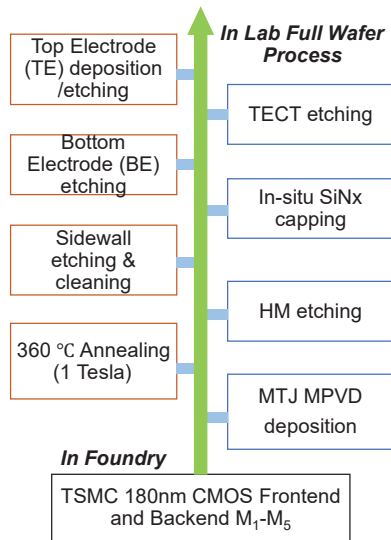 In Lab Full Wafer
Process
Top Electrode
(TE) deposition
/etching
TECT etching
Bottom
Electrode (BE)
etching
In-situ SiNx
capping
Sidewall
etching &
cleaning
HM etching
360 ℃ Annealing
(1 Tesla)
MTJ MPVD
deposition
In Foundry
TSMC 180nm CMOS Frontend
and Backend M₁-M₅